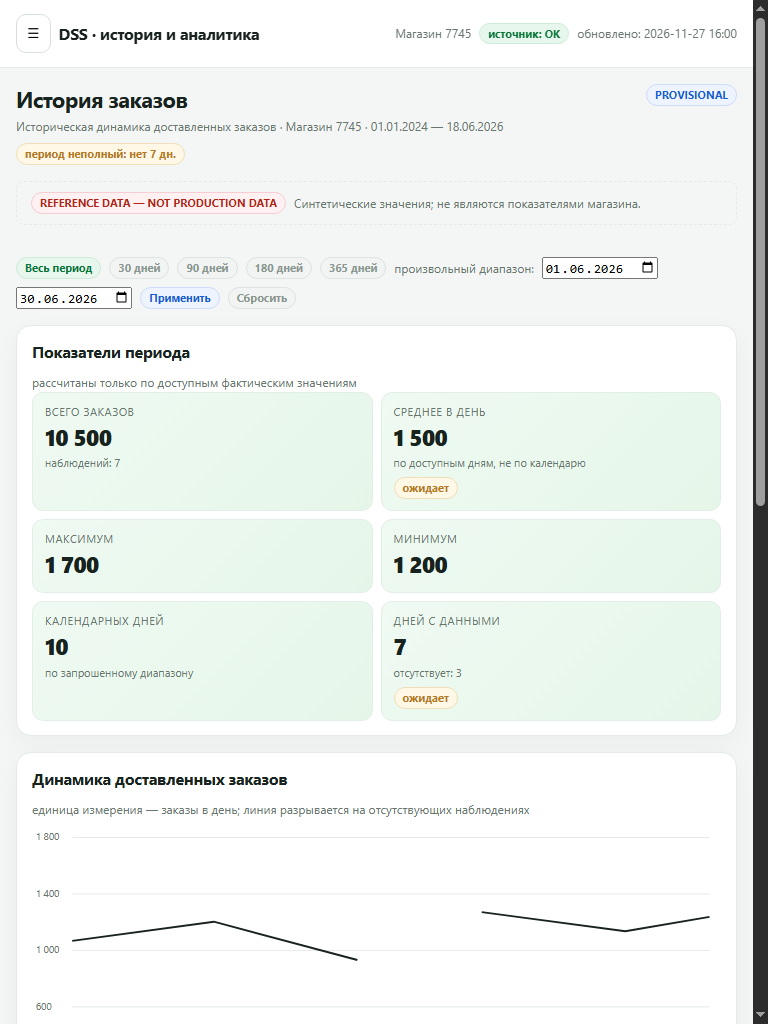 ☰ DSS · история и аналитика Магазин 7745 источник: OK обновлено: 2026-11-27 16:00
История заказов PROVISIONAL
Историческая динамика доставленных заказов · Магазин 7745 · 01.01.2024 — 18.06.2026
период неполный: нет 7 дн.
REFERENCE DATA — NOT PRODUCTION DATA Синтетические значения; не являются показателями магазина.
Весь период 30 дней 90 дней 180 дней 365 дней произвольный диапазон: 01.06.2026
30.06.2026 Применить Сбросить
Показатели периода
рассчитаны только по доступным фактическим значениям
ВСЕГО ЗАКАЗОВ
10 500
наблюдений: 7
СРЕДНЕЕ В ДЕНЬ
1 500
по доступным дням, не по календарю
ожидает
МАКСИМУМ
1 700
МИНИМУМ
1 200
КАЛЕНДАРНЫХ ДНЕЙ
10
по запрошенному диапазону
ДНЕЙ С ДАННЫМИ
7
отсутствует: 3
ожидает
Динамика доставленных заказов
единица измерения — заказы в день; линия разрывается на отсутствующих наблюдениях
1 800
1 400
1 000
600